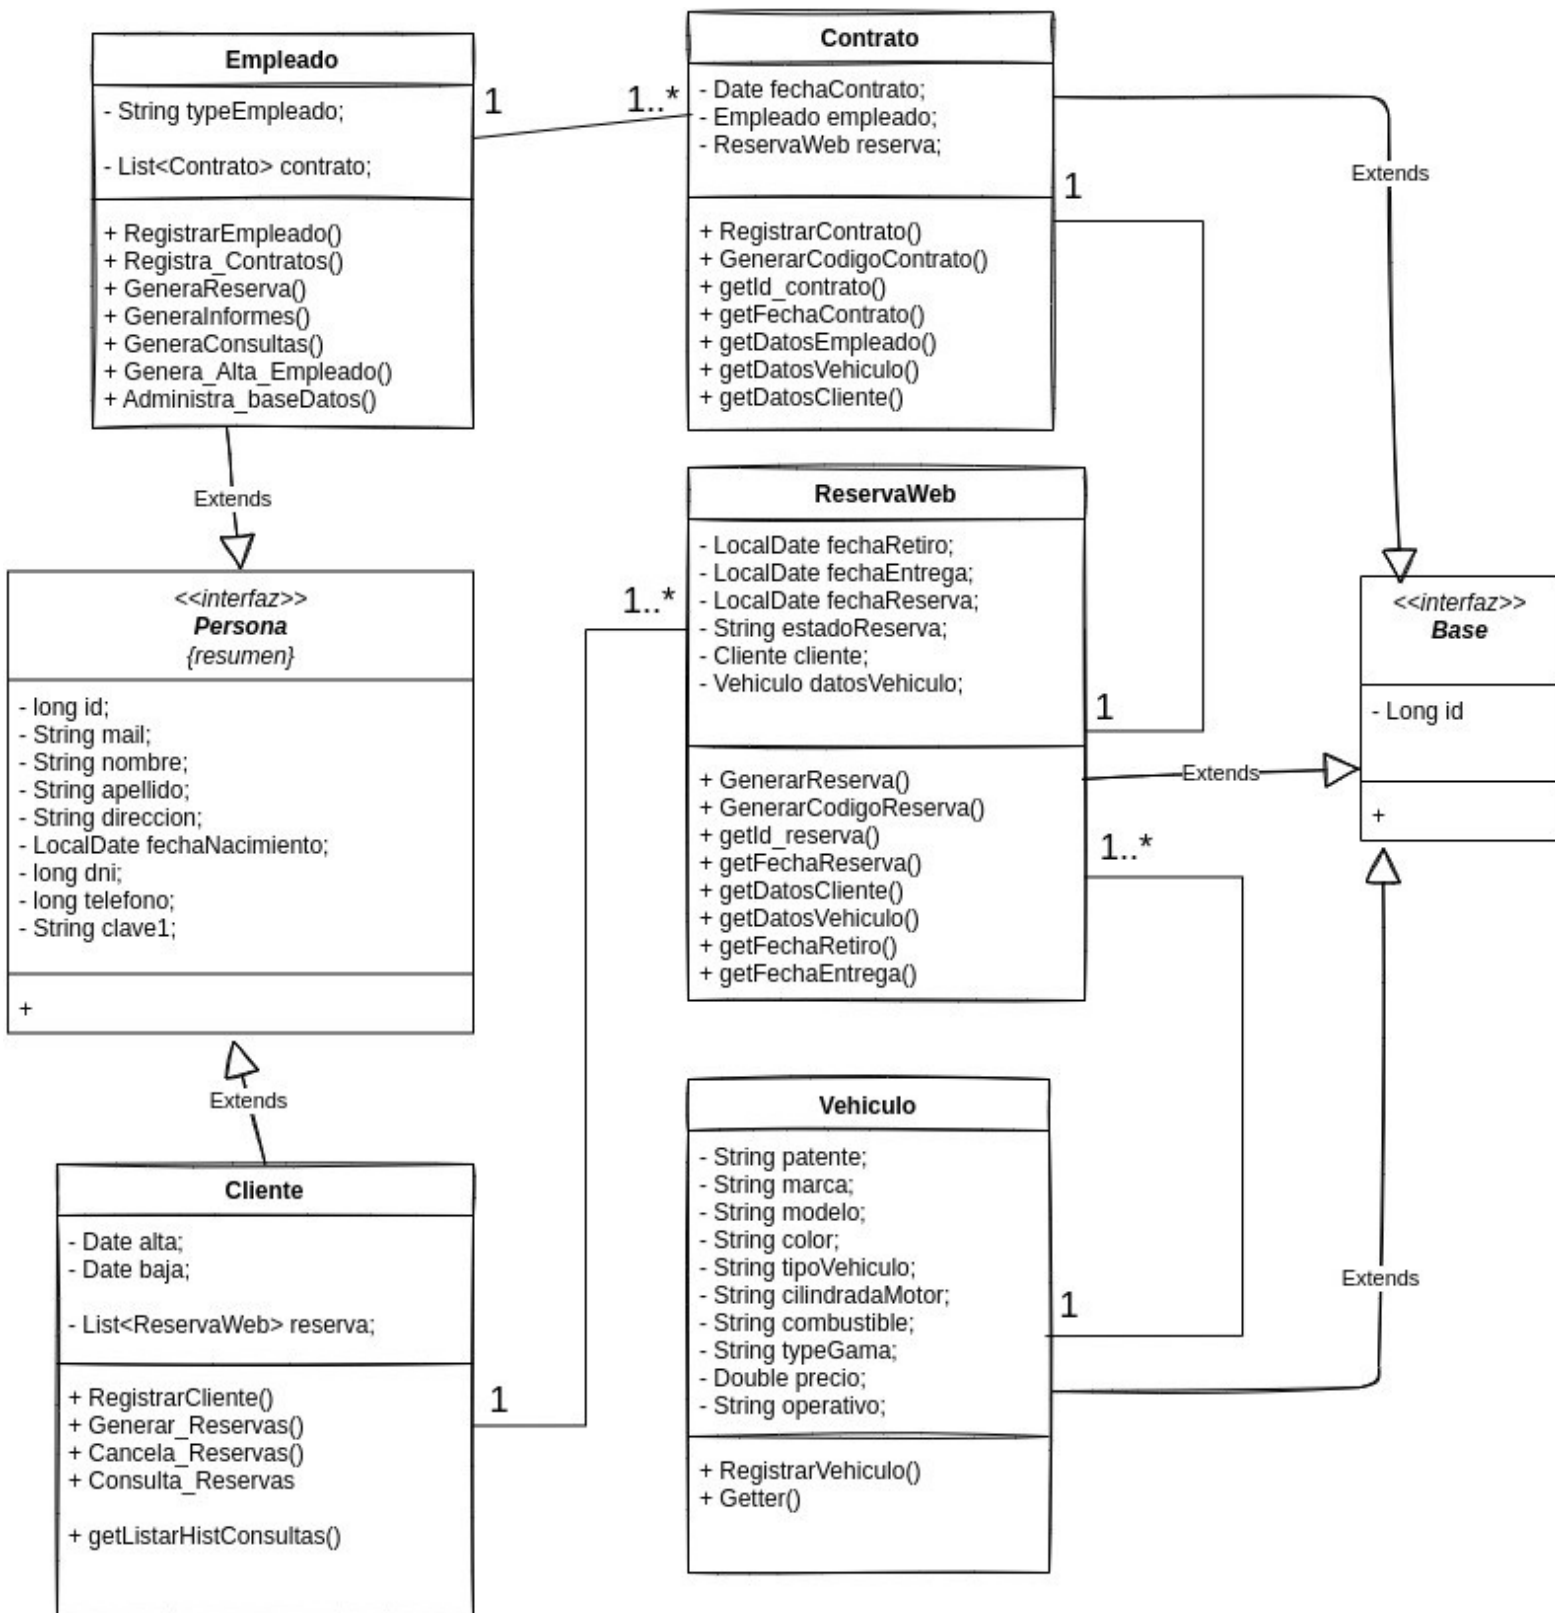 Empleado
- String typeEmpleado;
- List<Contrato> contrato;
+ RegistrarEmpleado()
+ Registra_Contratos()
+ GeneraReserva()
+ GeneraInformes()
+ GeneraConsultas()
+ Genera_Alta_Empleado()
+ Administra_baseDatos()
1
1..*
Contrato
- Date fechaContrato;
- Empleado empleado;
- ReservaWeb reserva;
+ RegistrarContrato()
+ GenerarCodigoContrato()
+ getId_contrato()
+ getFechaContrato()
+ getDatosEmpleado()
+ getDatosVehiculo()
+ getDatosCliente()
1
Extends
Extends
<<interfaz>>
Persona
{resumen}
- long id;
- String mail;
- String nombre;
- String apellido;
- String direccion;
- LocalDate fechaNacimiento;
- long dni;
- long telefono;
- String clave1;
+
1..*
ReservaWeb
- LocalDate fechaRetiro;
- LocalDate fechaEntrega;
- LocalDate fechaReserva;
- String estadoReserva;
- Cliente cliente;
- Vehiculo datosVehiculo;
+ GenerarReserva()
+ GenerarCodigoReserva()
+ getId_reserva()
+ getFechaReserva()
+ getDatosCliente()
+ getDatosVehiculo()
+ getFechaRetiro()
+ getFechaEntrega()
1
Extends
1..*
<<interfaz>>
Base
- Long id
+
Extends
Cliente
- Date alta;
- Date baja;
- List<ReservaWeb> reserva;
+ RegistrarCliente()
+ Generar_Reservas()
+ Cancela_Reservas()
+ Consulta_Reservas
+ getListarHistConsultas()
1
Vehiculo
- String patente;
- String marca;
- String modelo;
- String color;
- String tipoVehiculo;
- String cilindradaMotor;
- String combustible;
- String typeGama;
- Double precio;
- String operativo;
+ RegistrarVehiculo()
+ Getter()
1
Extends